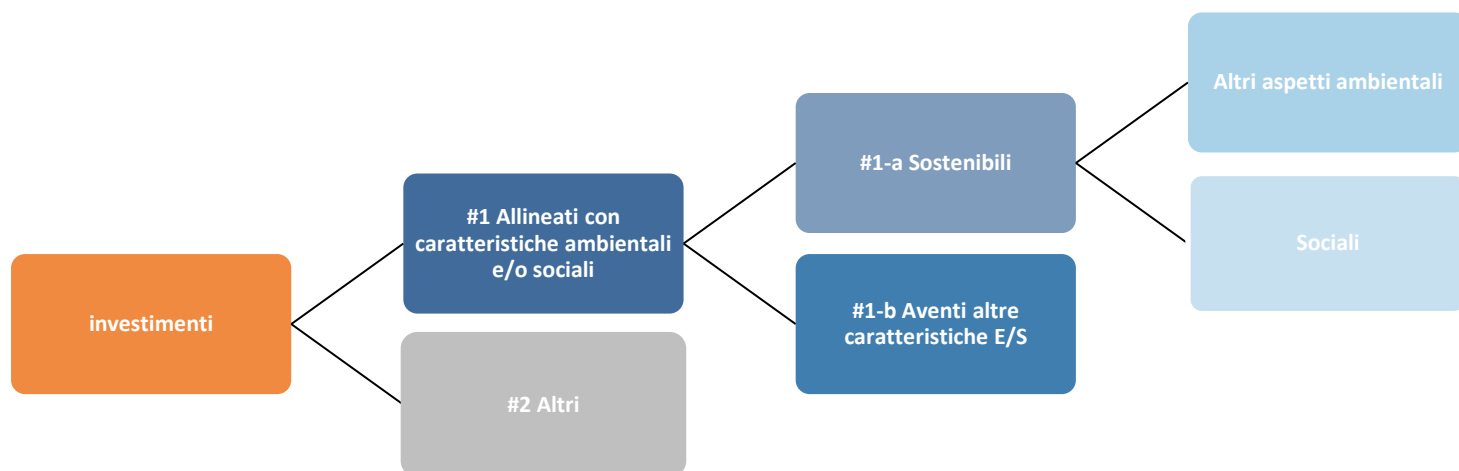 investimenti
#1 Allineati con
caratteristiche ambientali
e/o sociali
#2 Altri
#1-a Sostenibili
#1-b Aventi altre
caratteristiche E/S
Altri aspetti ambientali
Sociali